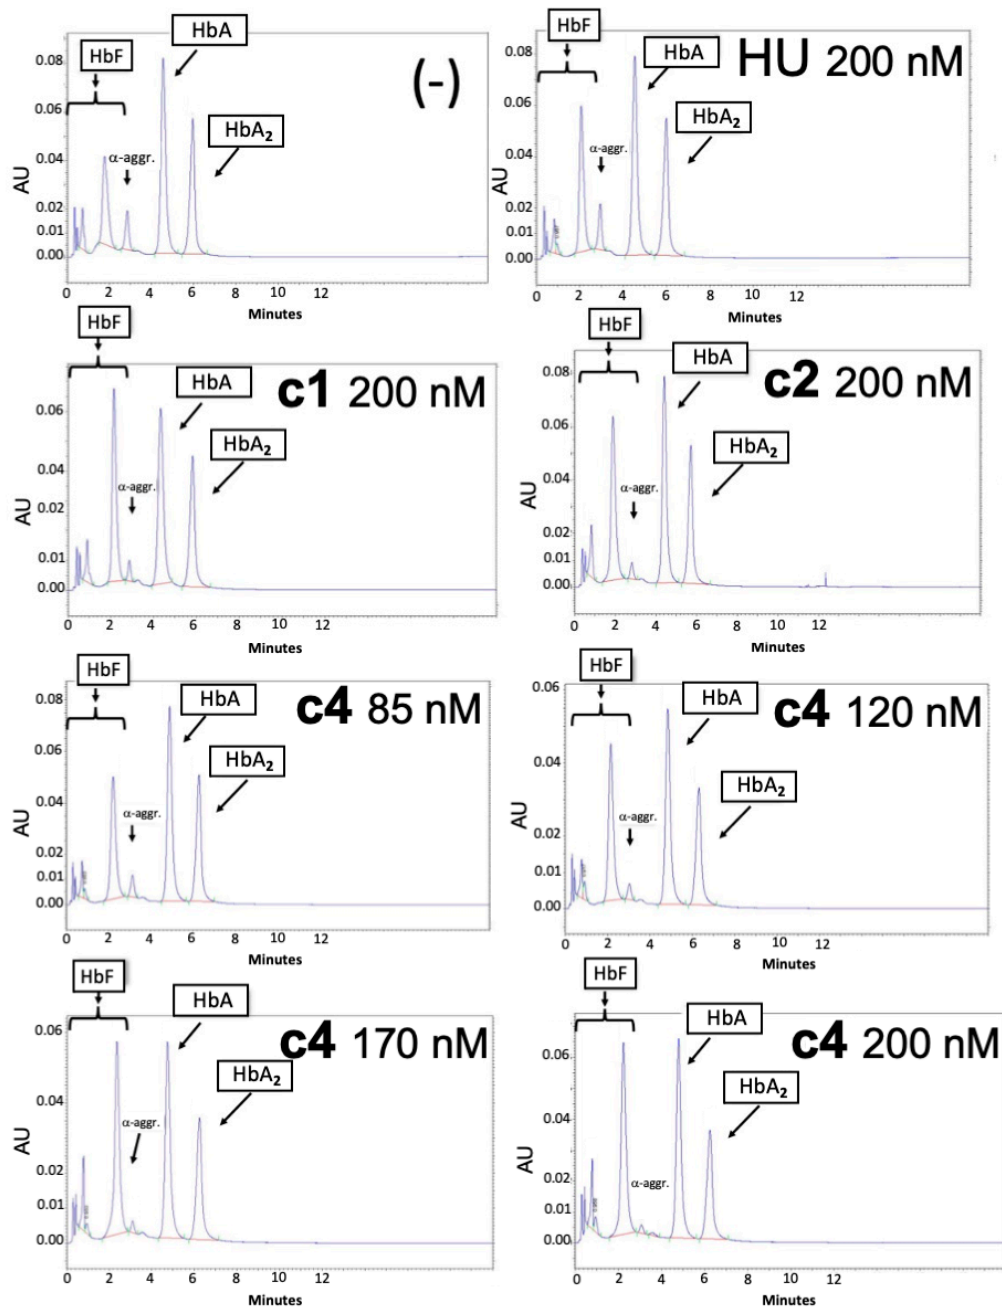 HbF
HbA
(-)
HbA₂
α-aggr.
AU
0.08
0.06
0.04
0.02
0.01
0.00
0 2 4 6 8 10 12
Minutes
HbF
HbA
HU 200 nM
HbA₂
α-aggr.
AU
0.08
0.06
0.04
0.02
0.01
0.00
0 2 4 6 8 10 12
Minutes
HbF
HbA
c1 200 nM
HbA₂
α-aggr.
AU
0.06
0.04
0.02
0.01
0.00
0 2 4 6 8 10 12
Minutes
HbF
HbA
c2 200 nM
HbA₂
α-aggr.
AU
0.08
0.06
0.04
0.02
0.01
0.00
0 2 4 6 8 10 12
Minutes
HbF
HbA
c4 85 nM
HbA₂
α-aggr.
AU
0.08
0.06
0.04
0.02
0.01
0.00
0 2 4 6 8 10 12
Minutes
HbF
HbA
c4 120 nM
HbA₂
α-aggr.
AU
0.06
0.04
0.02
0.01
0.00
0 2 4 6 8 10 12
Minutes
HbF
HbA
c4 170 nM
HbA₂
α-aggr.
AU
0.06
0.04
0.02
0.01
0.00
0 2 4 6 8 10 12
Minutes
HbF
HbA
c4 200 nM
HbA₂
α-aggr.
AU
0.06
0.04
0.02
0.01
0.00
0 2 4 6 8 10 12
Minutes